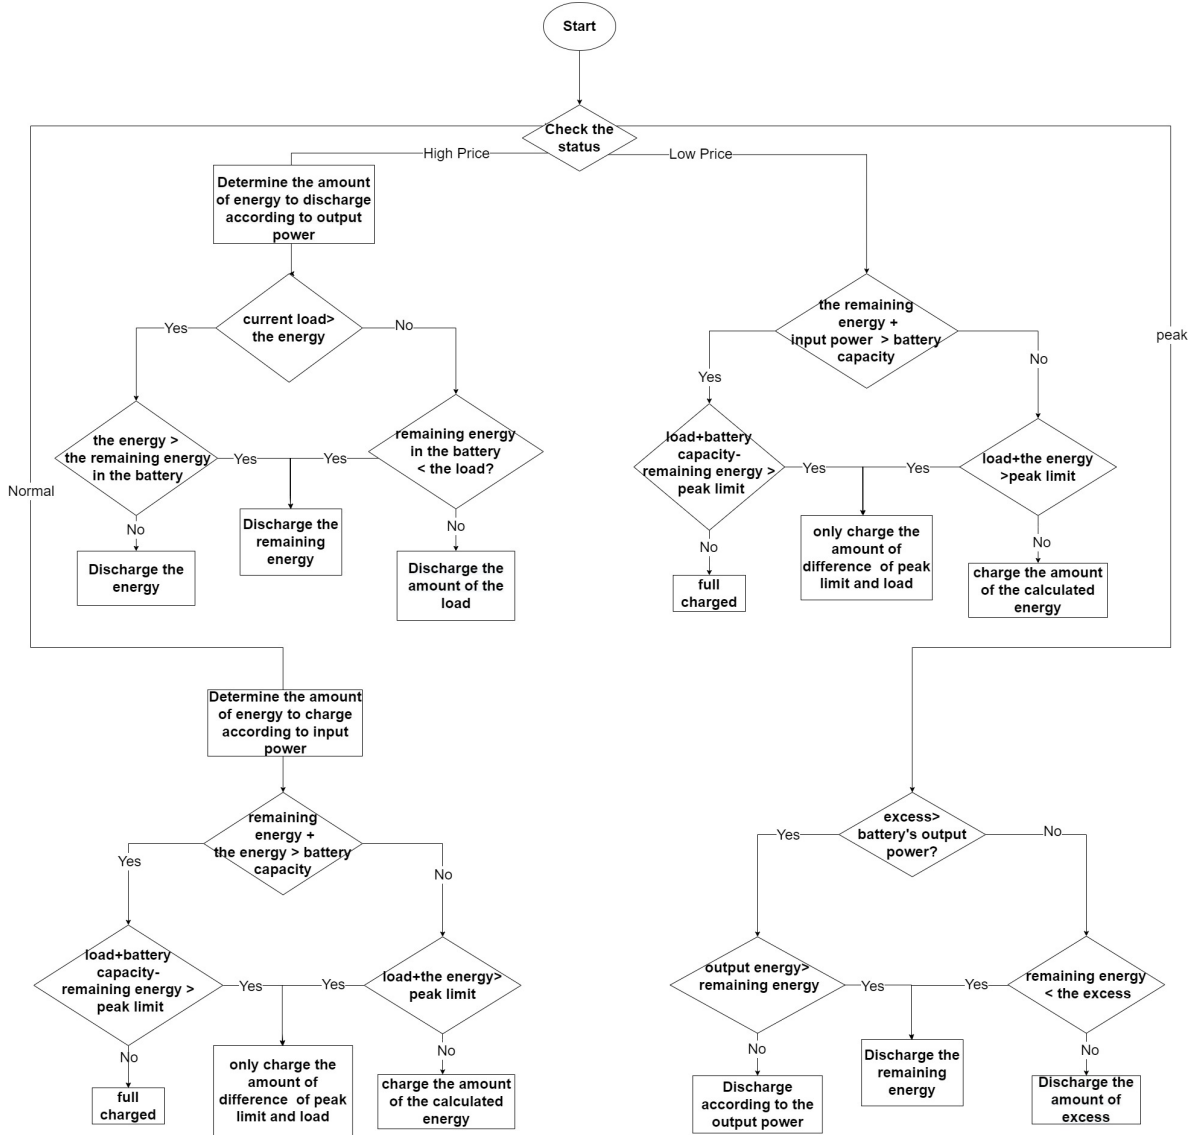 Start
Check the
status
High Price
Low Price
Determine the amount
of energy to discharge
according to output
power
current load>
the energy
Yes
No
the energy >
the remaining energy
in the battery
Yes
Yes
remaining energy
in the battery
< the load?
No
Discharge the
energy
Discharge the
remaining
energy
No
Discharge the
amount of the
load
the remaining
energy +
input power > battery
capacity
Yes
No
load+battery
capacity-
remaining energy >
peak limit
Yes
Yes
load+the energy
>peak limit
No
full
charged
only charge the
amount of
difference of peak
limit and load
No
charge the amount
of the calculated
energy
Normal
peak
Determine the amount
of energy to charge
according to input
power
remaining
energy +
the energy > battery
capacity
Yes
No
load+battery
capacity-
remaining energy >
peak limit
Yes
Yes
load+the energy>
peak limit
No
full
charged
only charge the
amount of
difference of peak
limit and load
No
charge the amount
of the calculated
energy
excess>
battery's output
power?
Yes
No
output energy>
remaining energy
Yes
Yes
remaining energy
< the excess
No
Discharge
according to the
output power
Discharge the
remaining
energy
No
Discharge the
amount of
excess